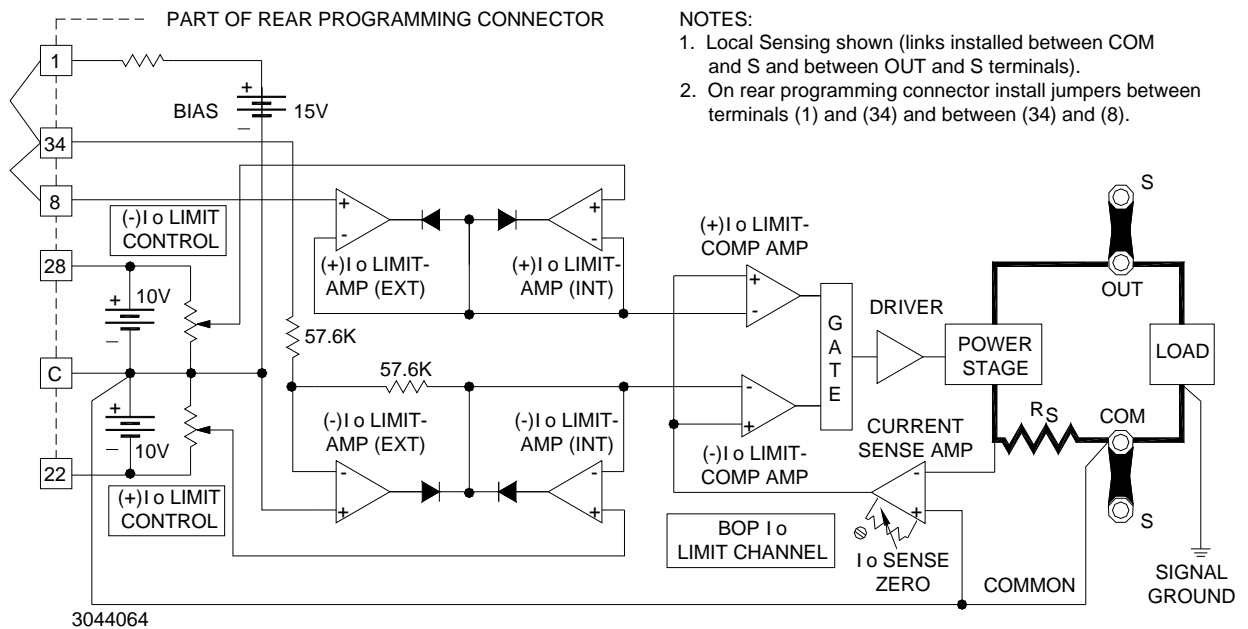 PART OF REAR PROGRAMMING CONNECTOR
NOTES:
1. Local Sensing shown (links installed between COM
and S and between OUT and S terminals).
2. On rear programming connector install jumpers between
terminals (1) and (34) and between (34) and (8).
1
+
BIAS
15V
–
34
8
(-)I o LIMIT
CONTROL
28
+
10V
–
C
+
10V
–
22
(+)I o LIMIT
CONTROL
+
-
(+)I o LIMIT-
AMP (EXT)
+
-
(+)I o LIMIT-
AMP (INT)
57.6K
57.6K
(-)I o LIMIT-
AMP (EXT)
-
+
(-)I o LIMIT-
AMP (INT)
-
+
(+)I o LIMIT-
COMP AMP
+
-
-
+
(-)I o LIMIT-
COMP AMP
GATE
DRIVER
POWER
STAGE
S
OUT
LOAD
RS
COM
S
CURRENT
SENSE AMP
-
+
BOP I o
LIMIT CHANNEL
I o SENSE
ZERO
COMMON
SIGNAL
GROUND
3044064